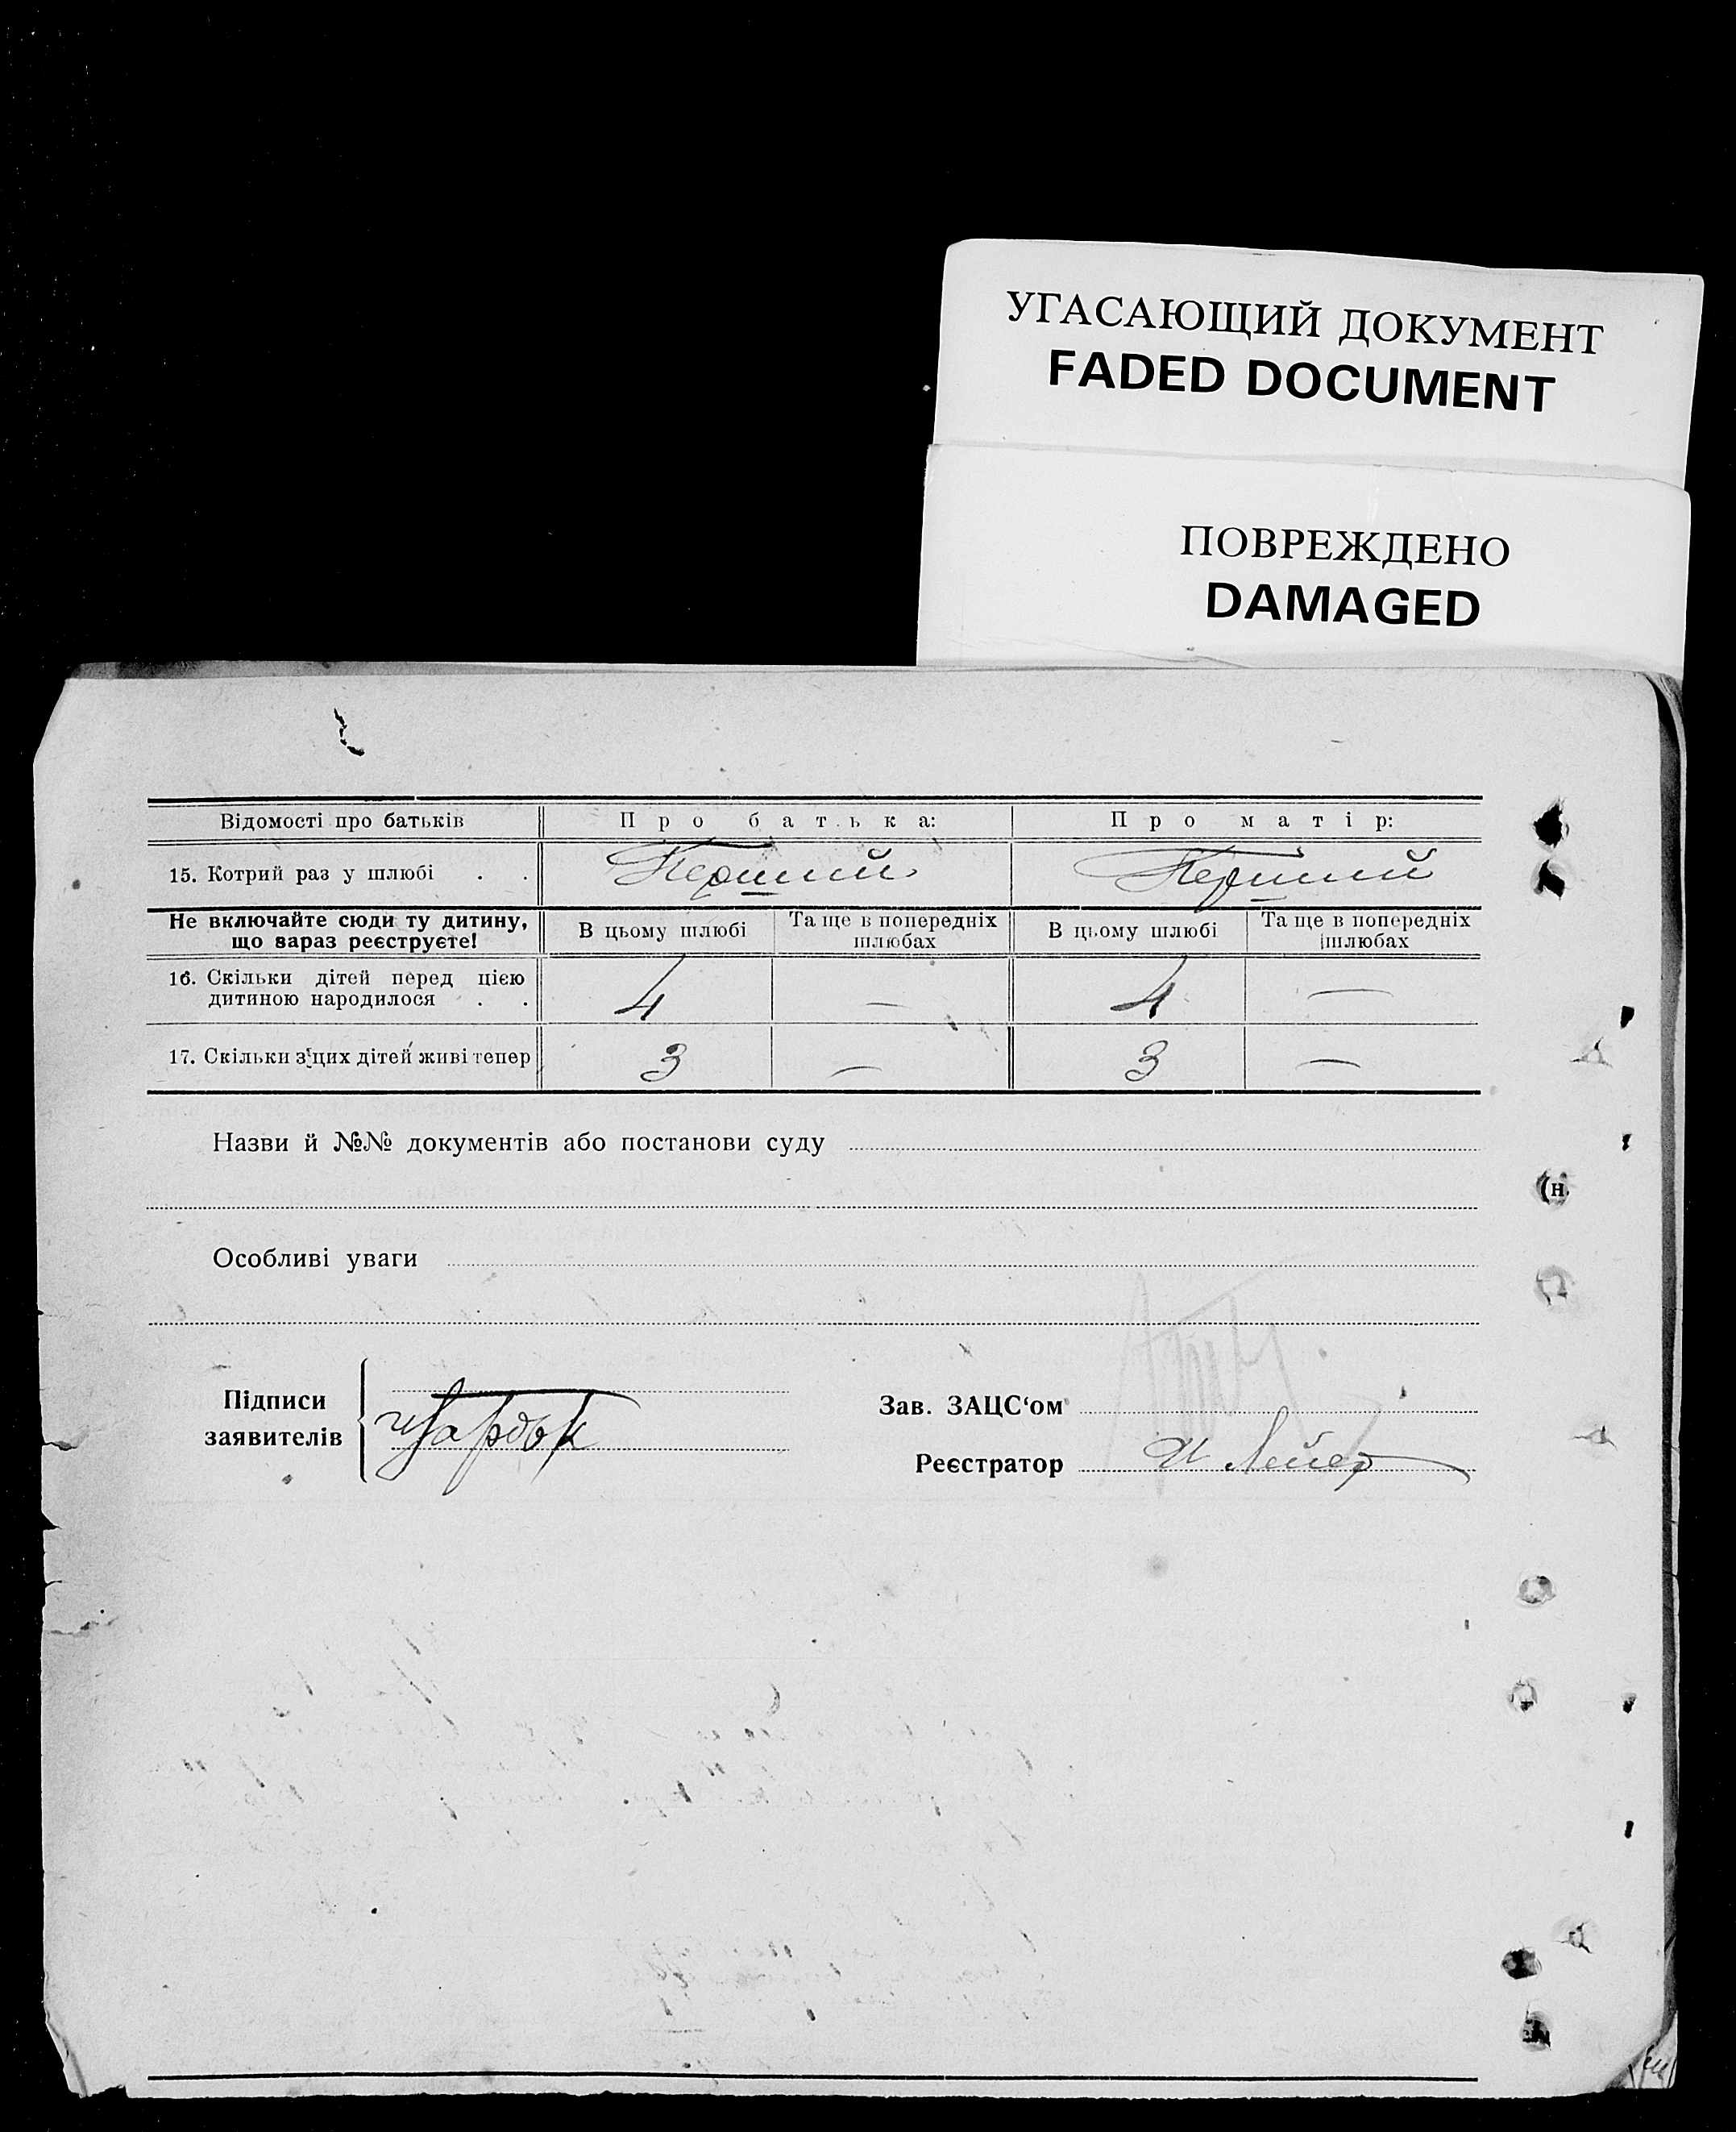 УГАСАЮЩИЙ ДОКУМЕНТ
FADED DOCUMENT
ПОВРЕЖДЕНО
DAMAGED
Відомості про батьків Про батька: Про матір:
15. Котрий раз у шлюбі . . Перший Перший
Не включайте сюди ту дитину, що зараз реєструєте! В цьому шлюбі Та ще в попередніх шлюбах В цьому шлюбі Та ще в попередніх шлюбах
16. Скільки дітей перед цією
дитиною народилося . . 4 — 4 —
17. Скільки з цих дітей живі тепер 3 — 3 —
Назви й №№ документів або постанови суду
Особливі уваги
Підписи
заявителів
Зав. ЗАЦС‘ом
Реєстратор
(н